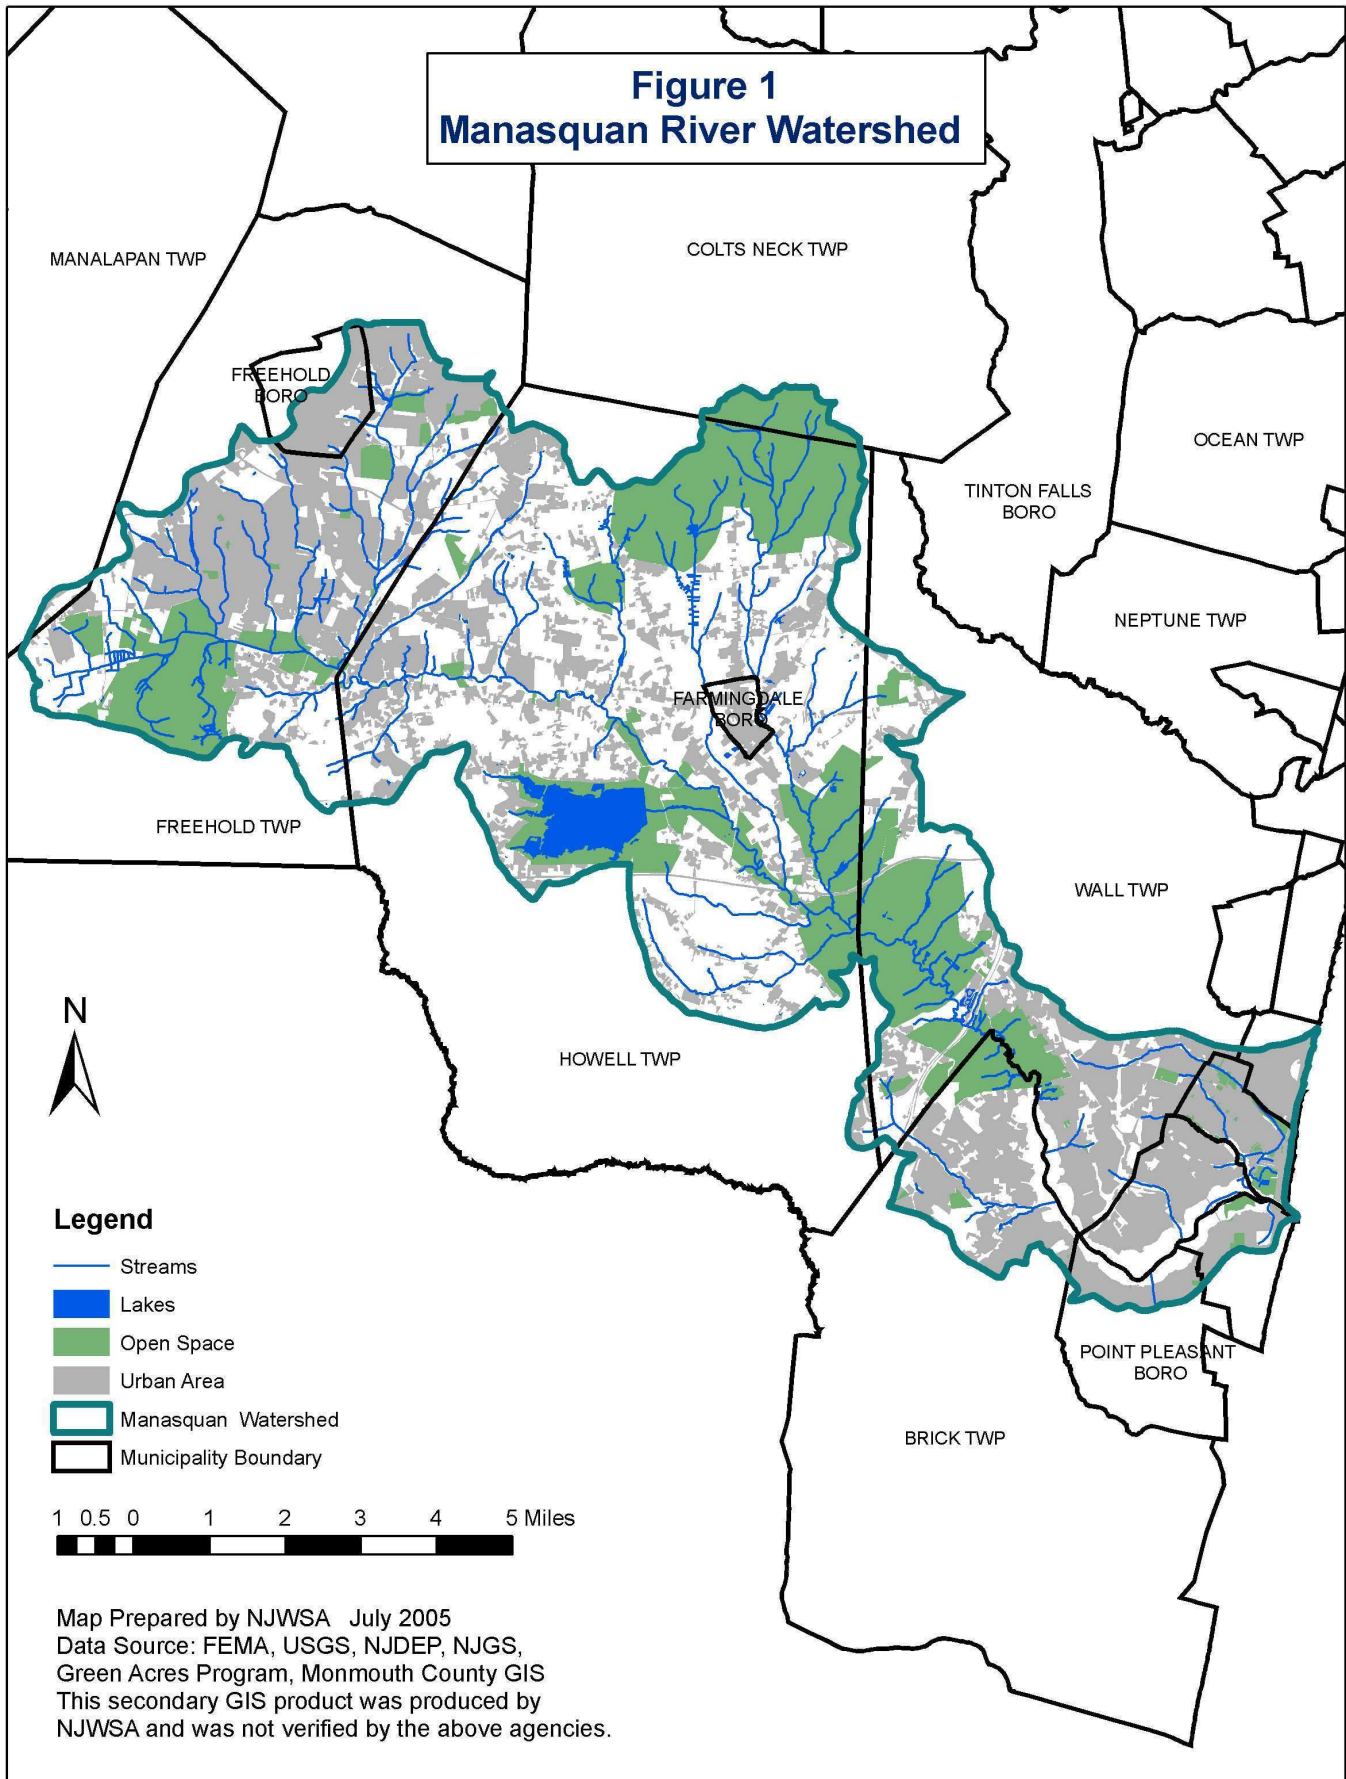 Figure 1
Manasquan River Watershed
MANALAPAN TWP
COLTS NECK TWP
FREEHOLD
BORO
OCEAN TWP
TINTON FALLS
BORO
NEPTUNE TWP
FARMINGDALE
BORO
FREEHOLD TWP
WALL TWP
N
HOWELL TWP
Legend
Streams
Lakes
Open Space
Urban Area
Manasquan Watershed
Municipality Boundary
POINT PLEASANT
BORO
BRICK TWP
1 0.5 0 1 2 3 4 5 Miles
Map Prepared by NJWSA July 2005
Data Source: FEMA, USGS, NJDEP, NJGS,
Green Acres Program, Monmouth County GIS
This secondary GIS product was produced by
NJWSA and was not verified by the above agencies.